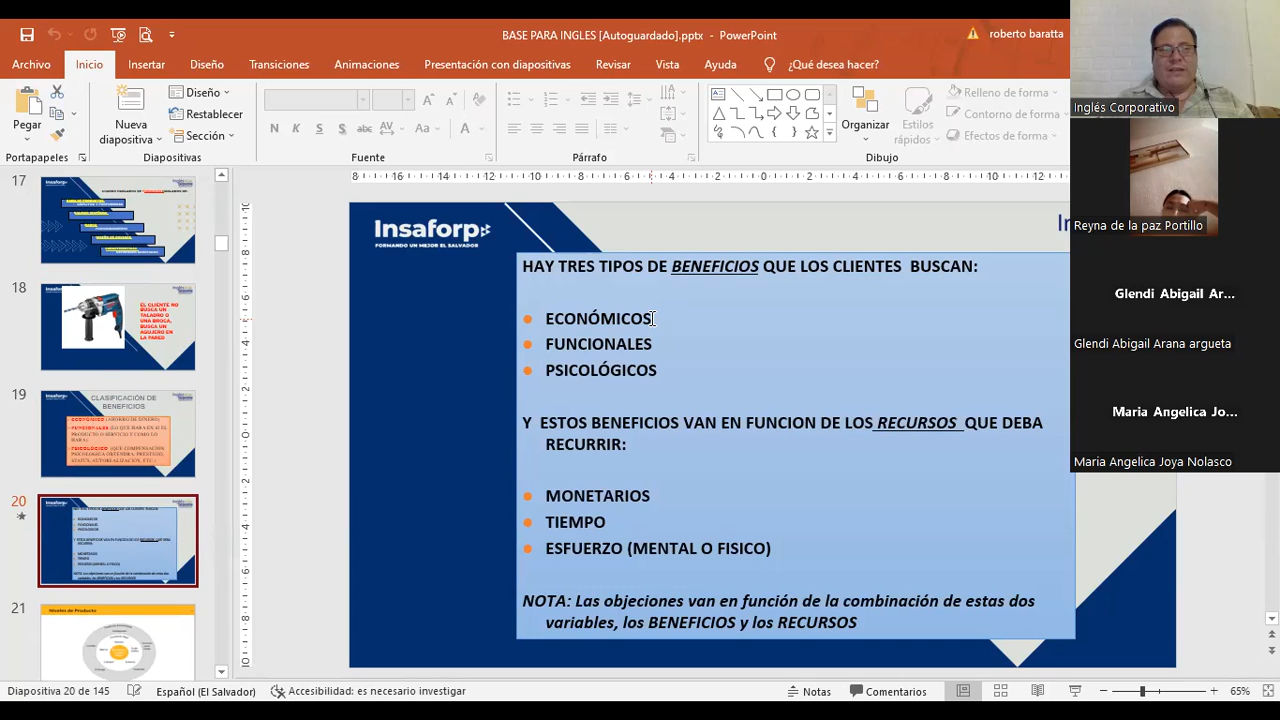 BASE PARA INGLES [Autoguardado].pptx - PowerPoint
roberto baratta
Archivo Inicio Insertar Diseño Transiciones Animaciones Presentación con diapositivas Revisar Vista Ayuda ¿Qué desea hacer?
Pegar
Nueva diapositiva
Diseño
Restablecer
Sección
N K S S abc AV Aa A
Organizar
Estilos rápidos
Relleno de forma
Contorno de forma
Efectos de forma
Portapapeles Diapositivas Fuente Párrafo Dibujo
Inglés Corporativo
Reyna de la paz Portillo
Glendi Abigail Ar...
Glendi Abigail Arana argueta
Maria Angelica Jo...
Maria Angelica Joya Nolasco
17
18
EL CLIENTE NO
BUSCA UN
TALADRO O
UNA BROCA,
BUSCA UN
AGUJERO EN
LA PARED
19
CLASIFICACIÓN DE
BENEFICIOS
20
21
Niveles de Producto
Insaforp
FORMANDO UN MEJOR EL SALVADOR
HAY TRES TIPOS DE BENEFICIOS QUE LOS CLIENTES BUSCAN:
ECONÓMICOS
FUNCIONALES
PSICOLÓGICOS
Y ESTOS BENEFICIOS VAN EN FUNCION DE LOS RECURSOS QUE DEBA
RECURRIR:
MONETARIOS
TIEMPO
ESFUERZO (MENTAL O FISICO)
NOTA: Las objeciones van en función de la combinación de estas dos
variables, los BENEFICIOS y los RECURSOS
Diapositiva 20 de 145 Español (El Salvador) Accesibilidad: es necesario investigar Notas Comentarios 65%